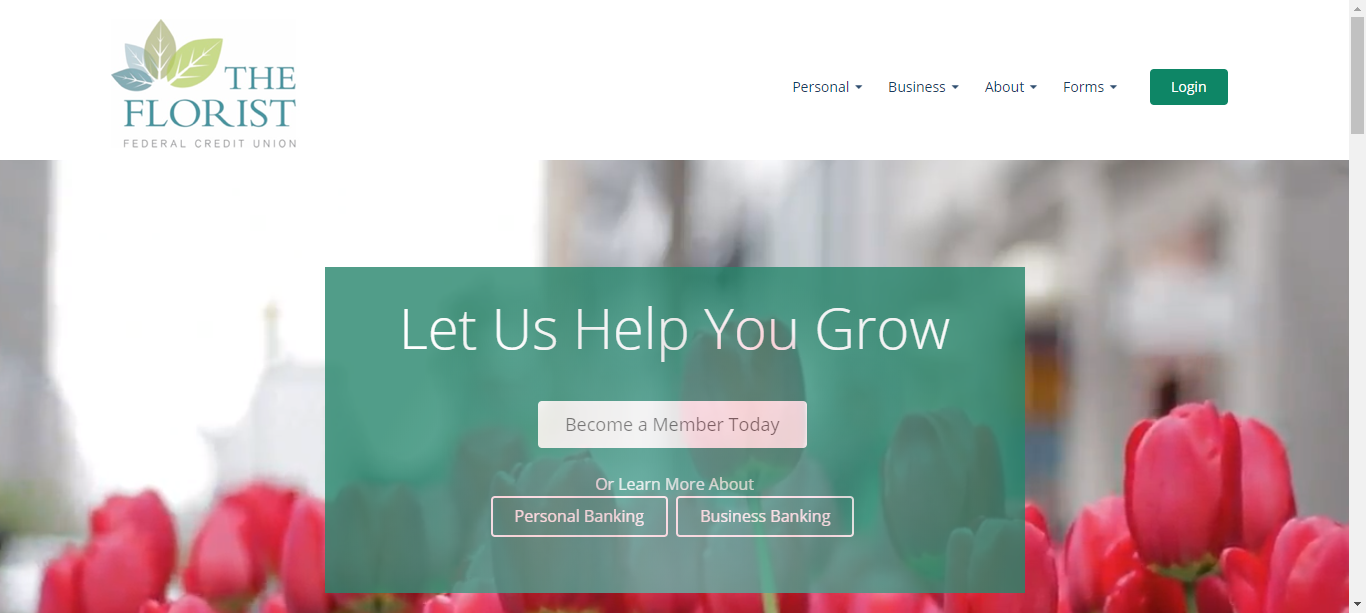 THE
FLORIST
FEDERAL CREDIT UNION
Personal
Business
About
Forms
Login
Let Us Help You Grow
Become a Member Today
Or Learn More About
Personal Banking
Business Banking